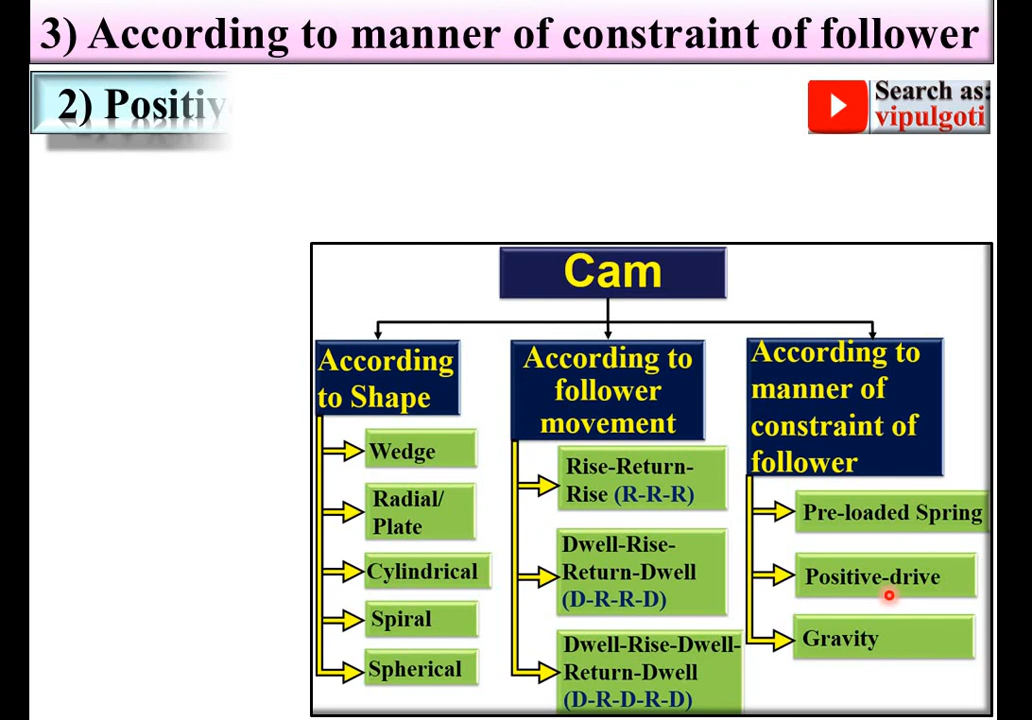 3) According to manner of constraint of follower
2) Positiv
Search as:
vipulgoti
Cam
According
to Shape
Wedge
Radial/
Plate
Cylindrical
Spiral
Spherical
According to
follower
movement
Rise-Return-
Rise (R-R-R)
Dwell-Rise-
Return-Dwell
(D-R-R-D)
Dwell-Rise-Dwell-
Return-Dwell
(D-R-D-R-D)
According to
manner of
constraint of
follower
Pre-loaded Spring
Positive-drive
Gravity